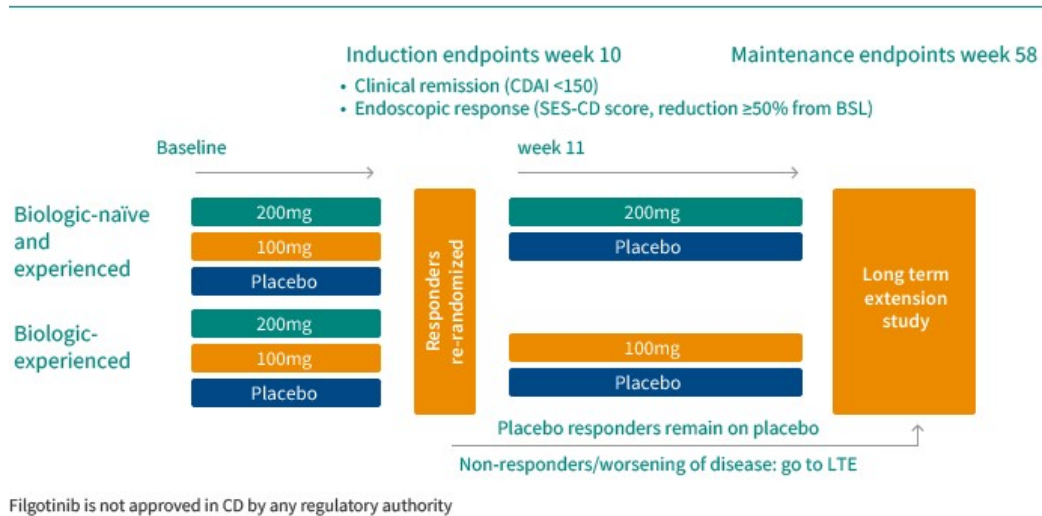 Induction endpoints week 10
Maintenance endpoints week 58
• Clinical remission (CDAI <150)
• Endoscopic response (SES-CD score, reduction ≥50% from BSL)
Baseline
week 11
Biologic-naïve
and
experienced
200mg
100mg
Placebo
Biologic-
experienced
200mg
100mg
Placebo
Responders
re-randomized
200mg
Placebo
100mg
Placebo
Long term
extension
study
Placebo responders remain on placebo
Non-responders/worsening of disease: go to LTE
Filgotinib is not approved in CD by any regulatory authority